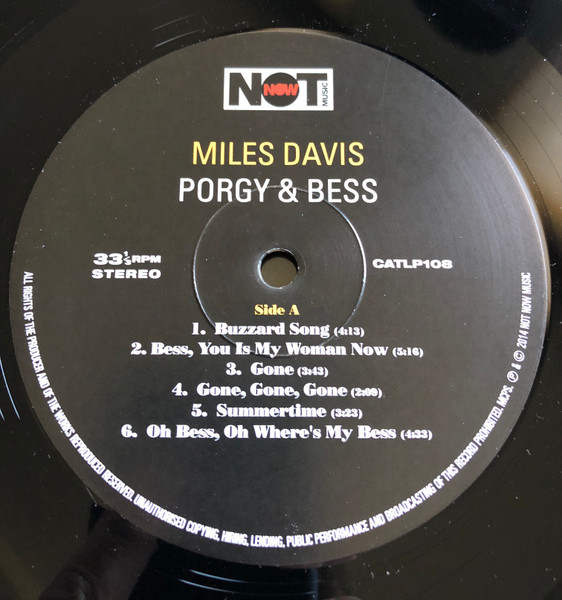 NOT NOW MUSIC
MILES DAVIS
PORGY & BESS
33⅓ RPM
STEREO
CATLP108
Side A
1. Buzzard Song (4:13)
2. Bess, You Is My Woman Now (5:16)
3. Gone (3:43)
4. Gone, Gone, Gone (2:09)
5. Summertime (3:23)
6. Oh Bess, Oh Where's My Bess (4:33)
ALL RIGHTS OF THE PRODUCER AND OF THE WORKS REPRODUCED RESERVED. UNAUTHORISED COPYING, HIRING, LENDING, PUBLIC PERFORMANCE AND BROADCASTING OF THIS RECORD PROHIBITED. MCPS. ℗ & © 2014 NOT NOW MUSIC